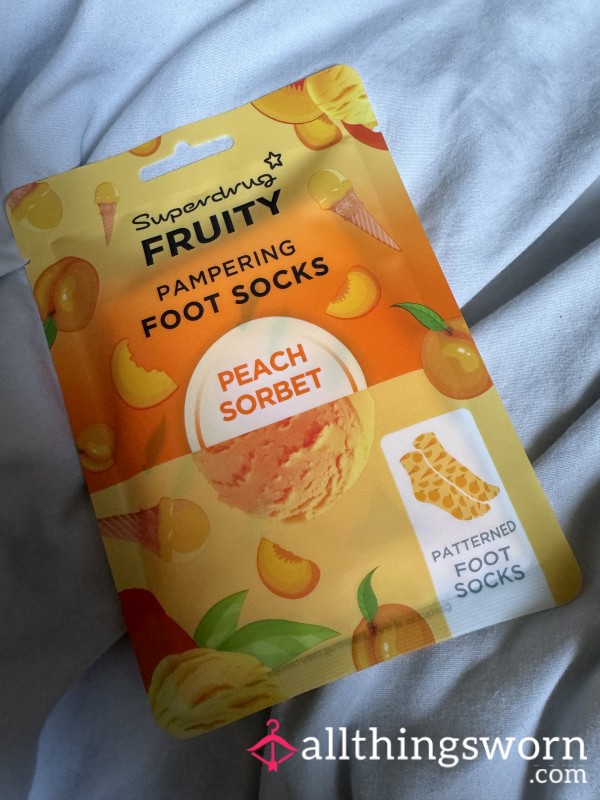 Superdrug
FRUITY
PAMPERING
FOOT SOCKS
PEACH
SORBET
PATTERNED
FOOT
SOCKS
allthingsworn
.com